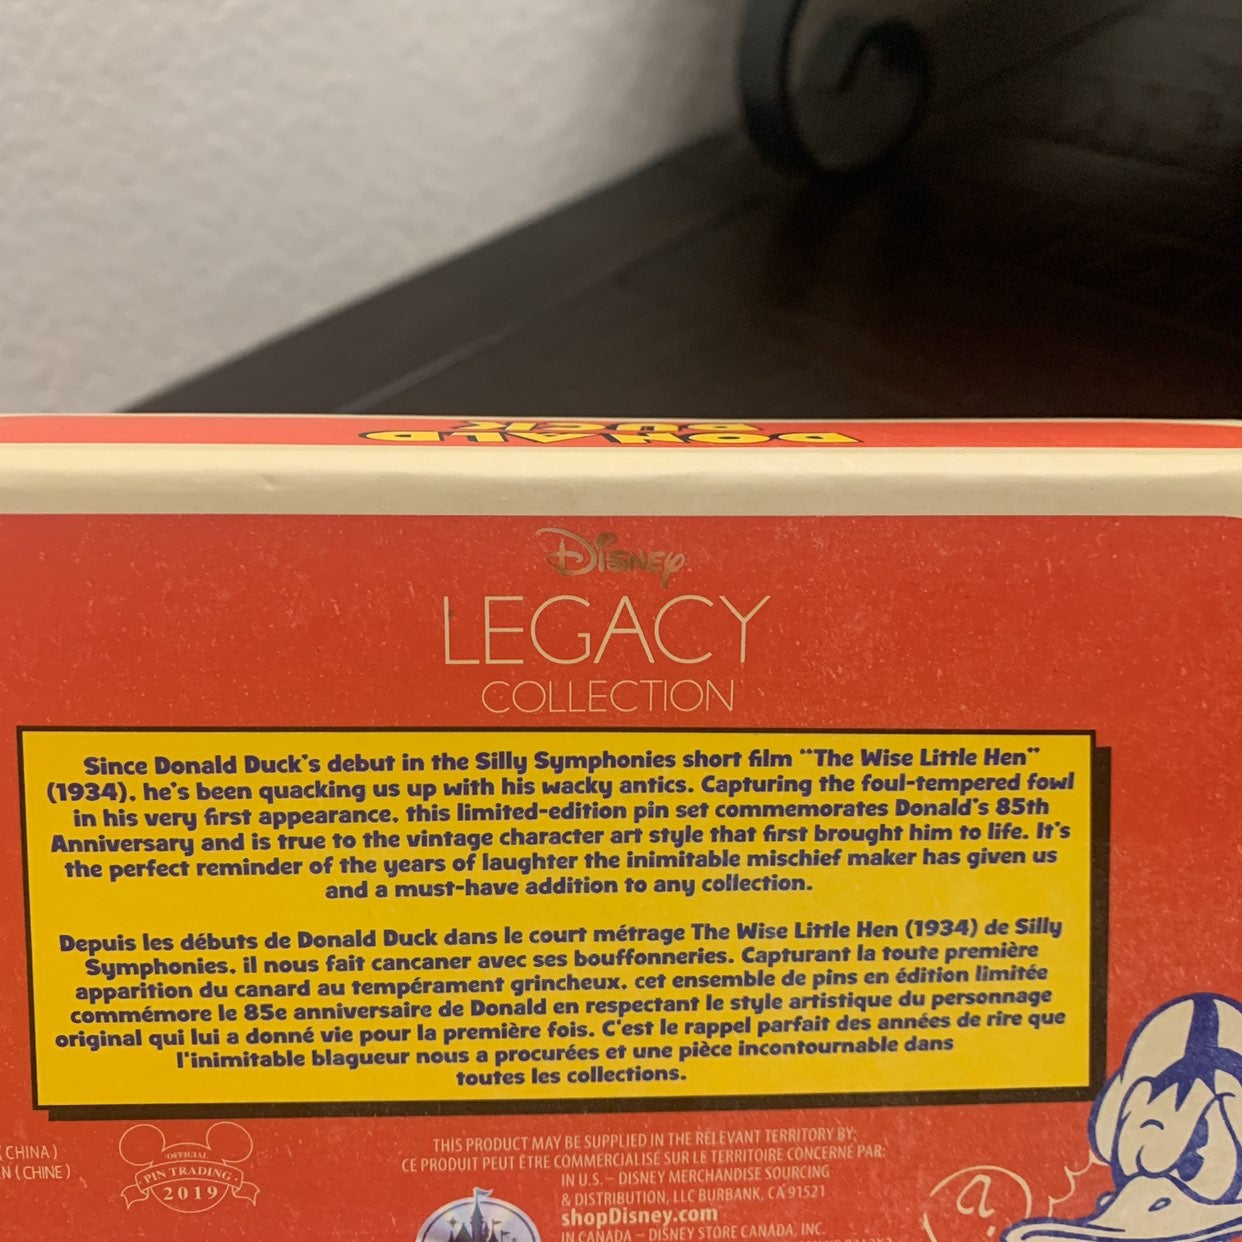 DONALD
DUCK
Disney
LEGACY
COLLECTION
Since Donald Duck's debut in the Silly Symphonies short film "The Wise Little Hen"
(1934), he's been quacking us up with his wacky antics. Capturing the foul-tempered fowl
in his very first appearance, this limited-edition pin set commemorates Donald's 85th
Anniversary and is true to the vintage character art style that first brought him to life. It's
the perfect reminder of the years of laughter the inimitable mischief maker has given us
and a must-have addition to any collection.
Depuis les débuts de Donald Duck dans le court métrage The Wise Little Hen (1934) de Silly
Symphonies, il nous fait cancaner avec ses bouffonneries. Capturant la toute première
apparition du canard au tempérament grincheux, cet ensemble de pins en édition limitée
commémore le 85e anniversaire de Donald en respectant le style artistique du personnage
original qui lui a donné vie pour la première fois. C'est le rappel parfait des années de rire que
l'inimitable blagueur nous a procurées et une pièce incontournable dans
toutes les collections.
(CHINA)
N (CHINE)
OFFICIAL
PIN TRADING
2019
THIS PRODUCT MAY BE SUPPLIED IN THE RELEVANT TERRITORY BY:
CE PRODUIT PEUT ÊTRE COMMERCIALISÉ SUR LE TERRITOIRE CONCERNÉ PAR:
IN U.S. – DISNEY MERCHANDISE SOURCING
& DISTRIBUTION, LLC BURBANK, CA 91521
shopDisney.com
IN CANADA – DISNEY STORE CANADA, INC.
?